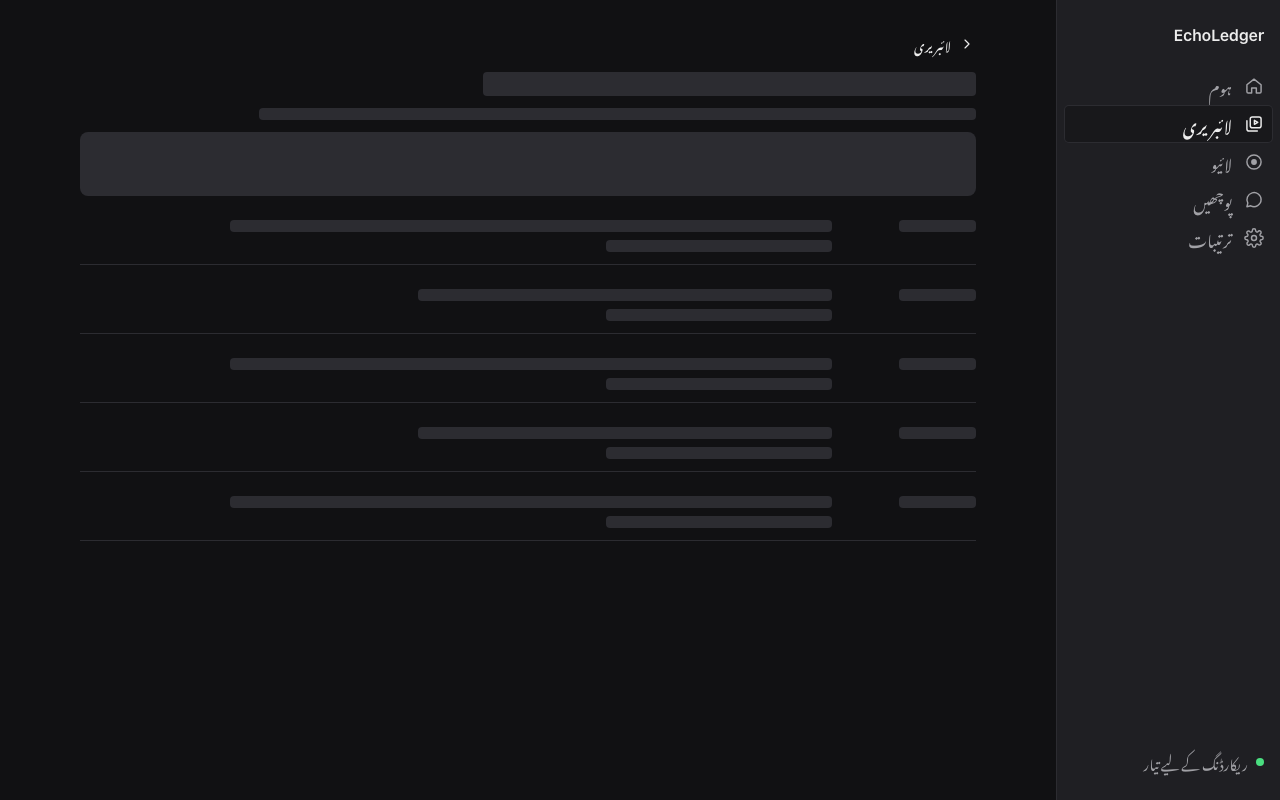 EchoLedger
ہوم
لائبریری
لائیو
پوچھیں
ترتیبات
ریکارڈنگ کے لیے تیار
لائبریری